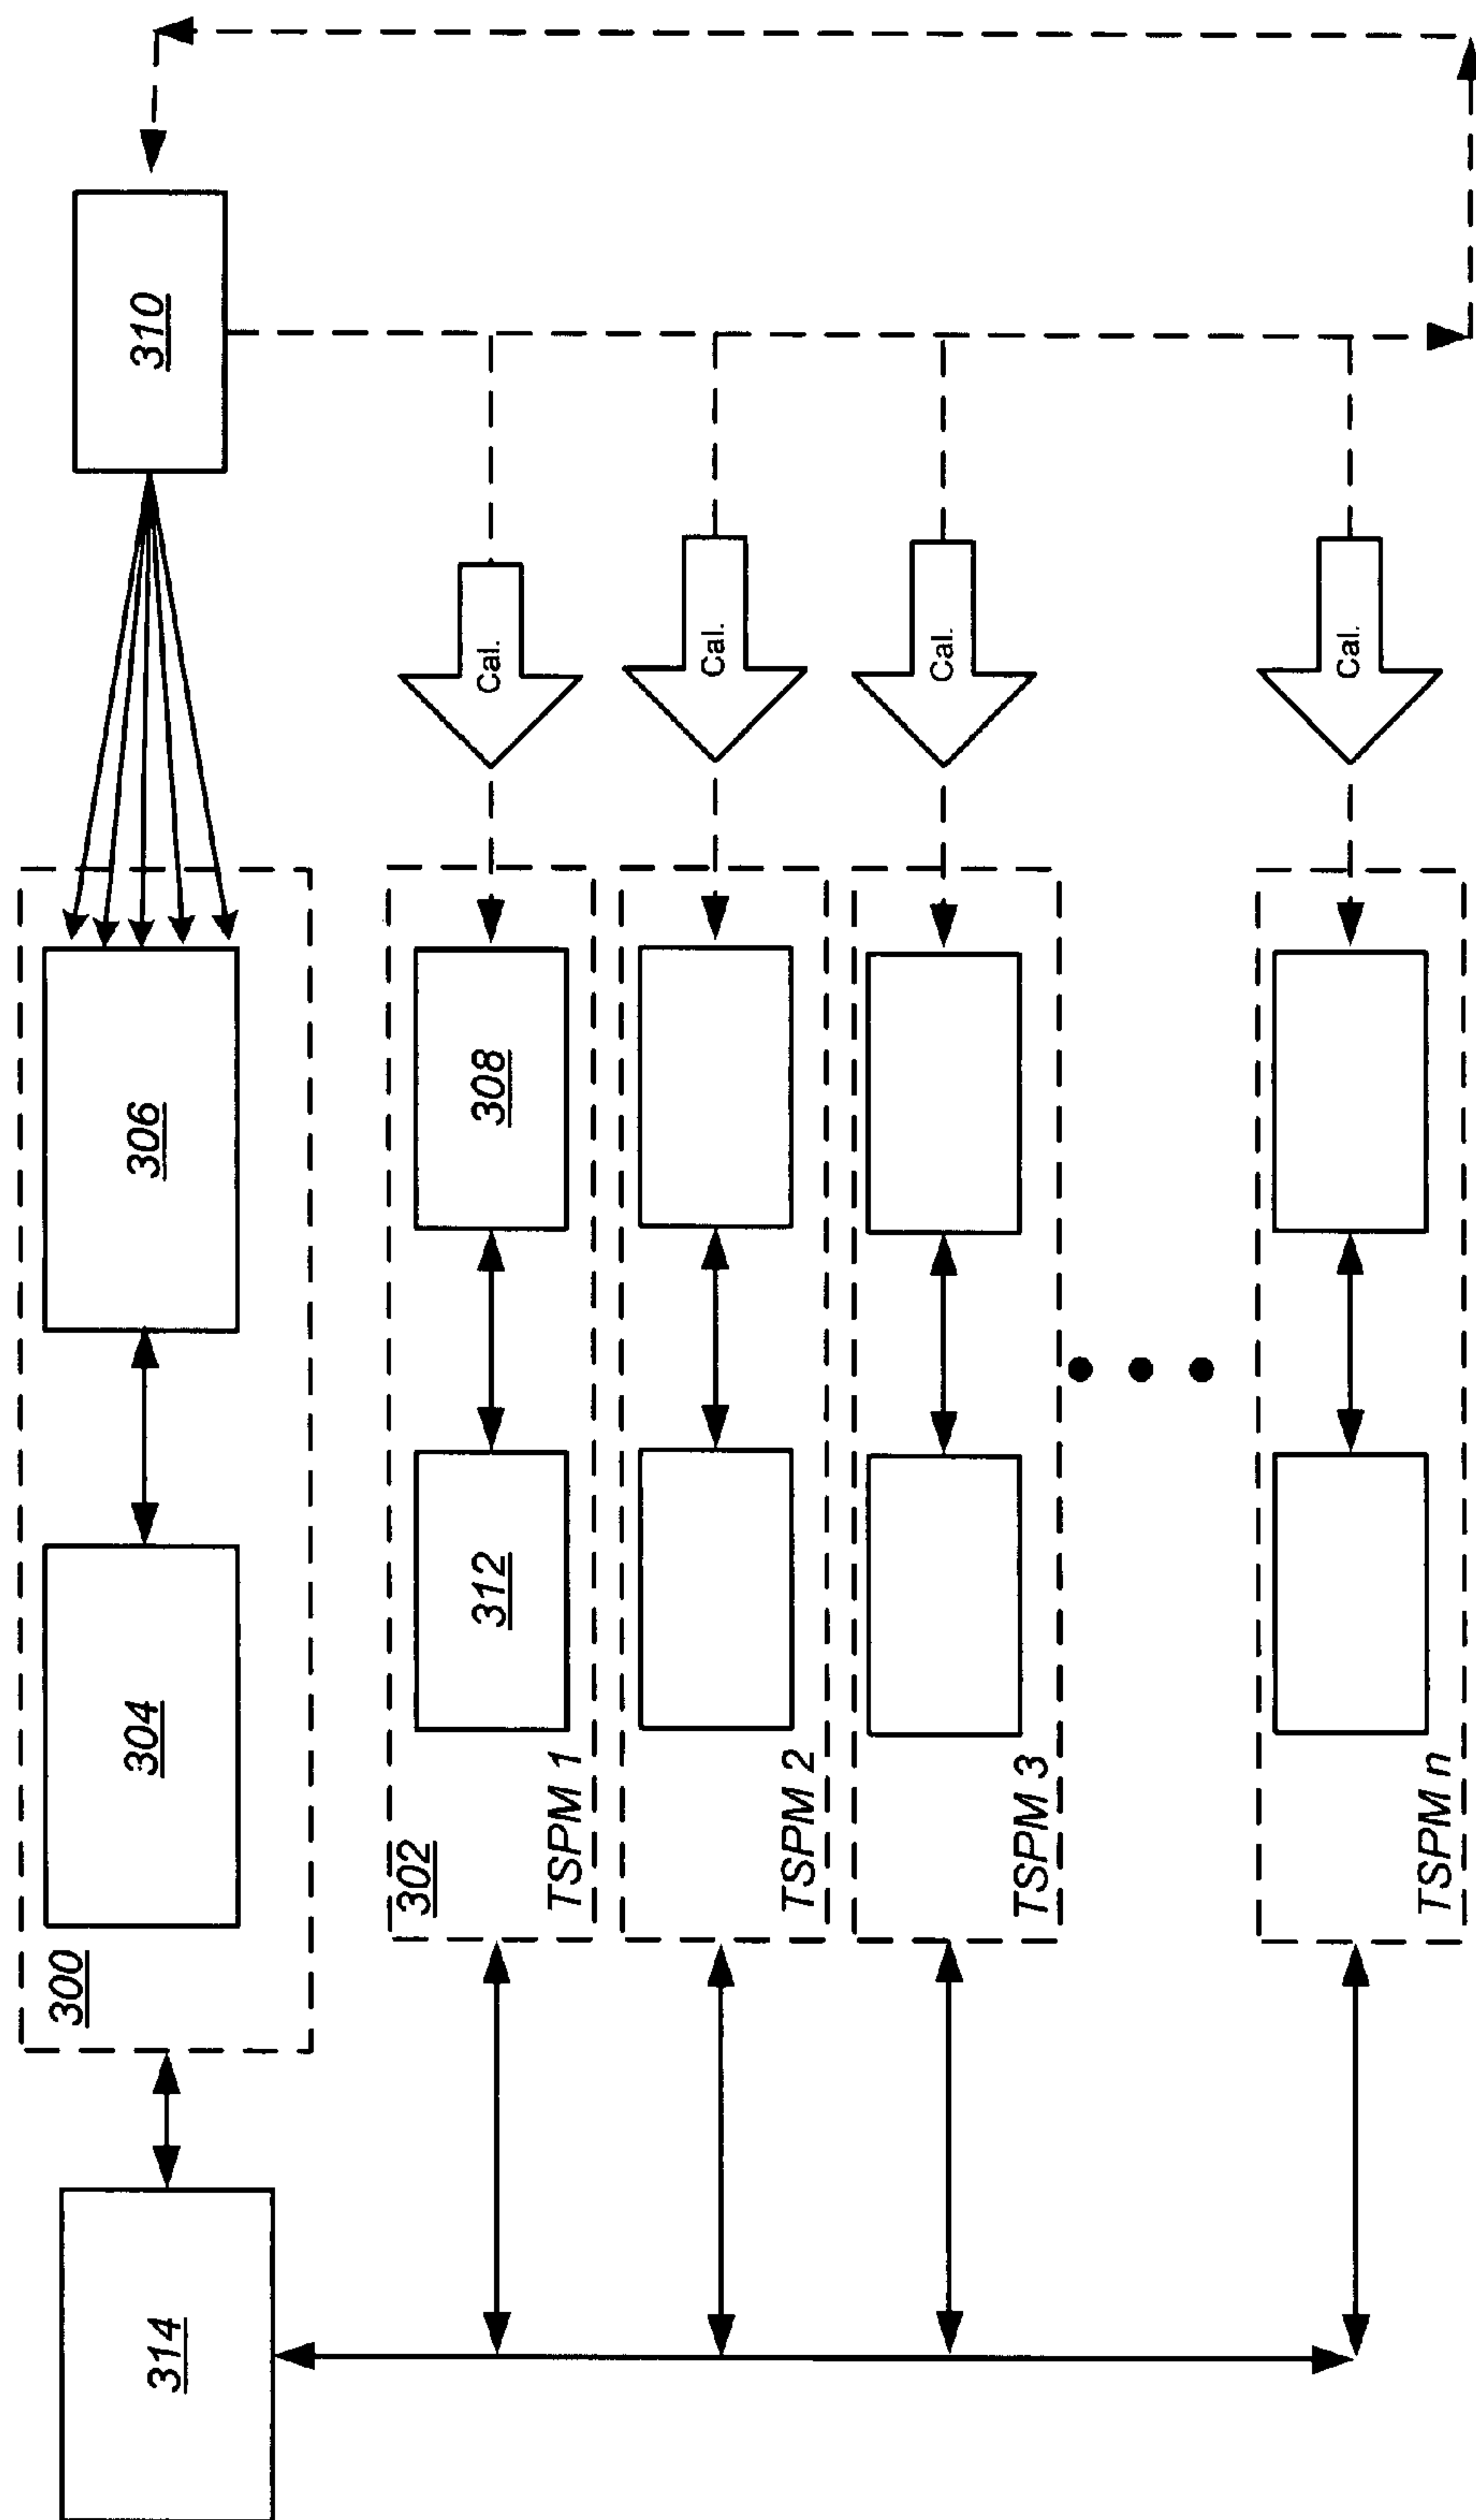 310
Cal.
Cal.
Cal.
Cal.
306
308
304
312
300
302
TSPM 1
TSPM 2
TSPM 3
TSPM n
314